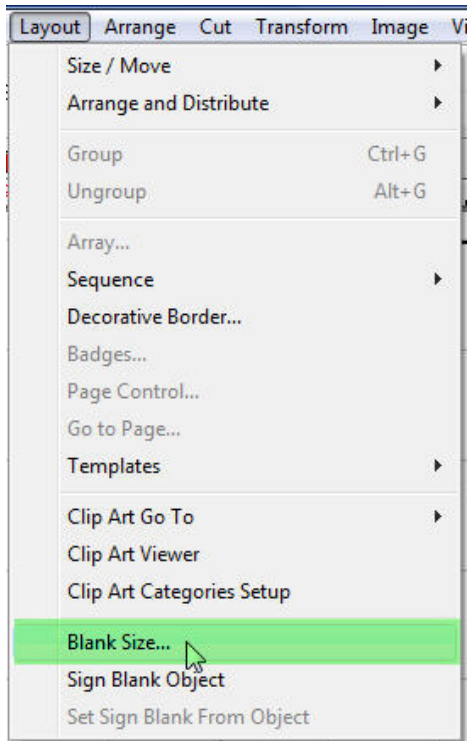 Layout Arrange Cut Transform Image
Size / Move
Arrange and Distribute
Group Ctrl+G
Ungroup Alt+G
Array...
Sequence
Decorative Border...
Badges...
Page Control...
Go to Page...
Templates
Clip Art Go To
Clip Art Viewer
Clip Art Categories Setup
Blank Size...
Sign Blank Object
Set Sign Blank From Object